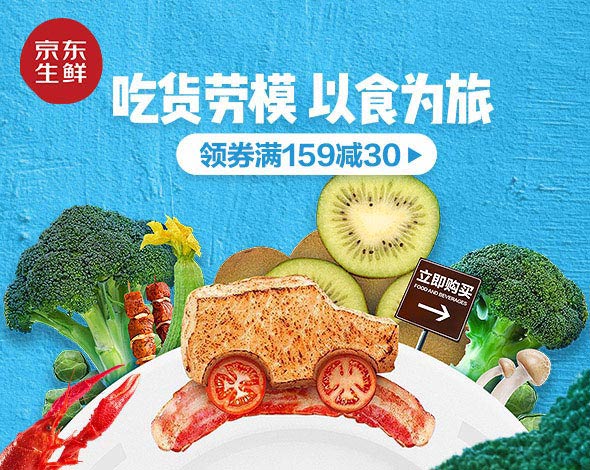 京东
生鲜
吃货劳模 以食为旅
领券满159减30
立即购买
FOOD AND BEVERAGES